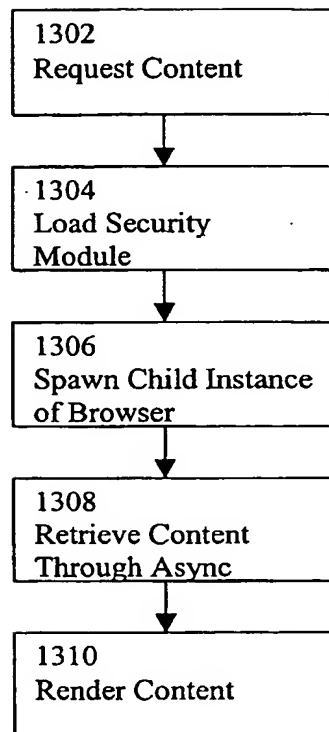 1302
Request Content
1304
Load Security
Module
1306
Spawn Child Instance
of Browser
1308
Retrieve Content
Through Async
1310
Render Content